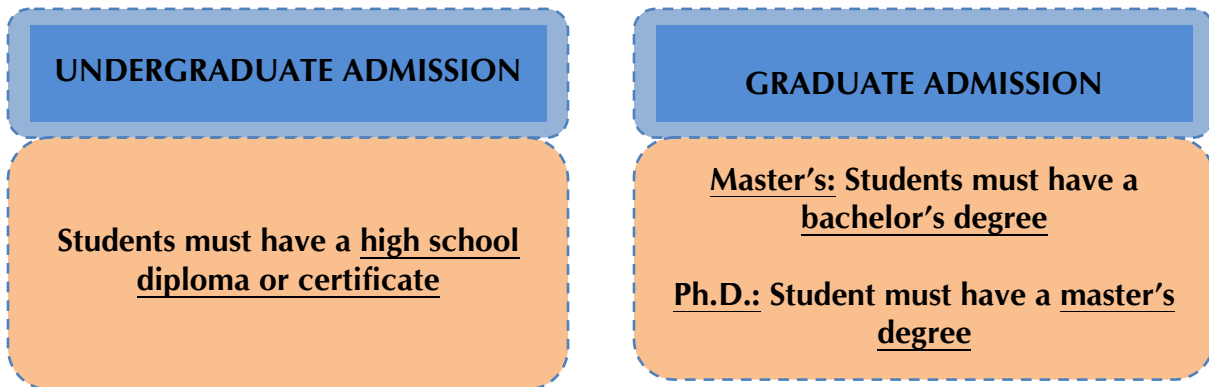 UNDERGRADUATE ADMISSION
Students must have a high school
diploma or certificate
GRADUATE ADMISSION
Master’s: Students must have a
bachelor’s degree
Ph.D.: Student must have a master’s
degree